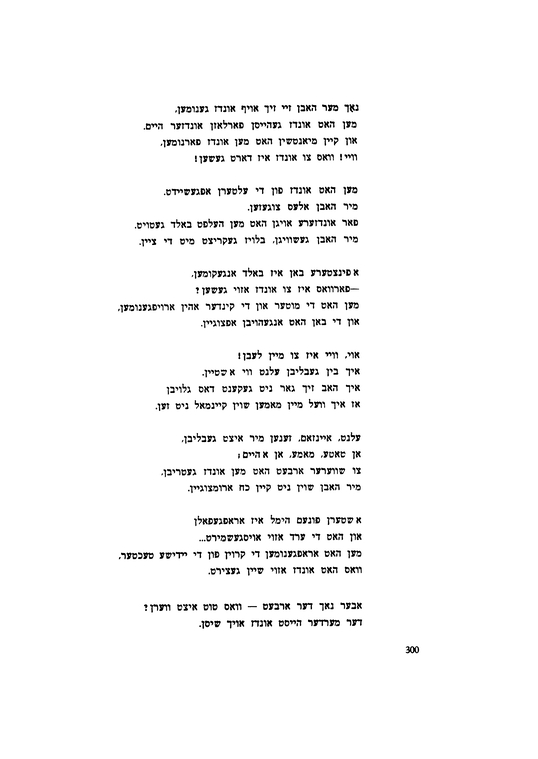 נאָך מער האבן זיי זיך אויף אונדז גענומען,
מען האט אונדז געהייסן פארלאזן אונדזער היים,
און קיין מיאנטשין האט מען אונדז פארנומען,
וויי! וואס צו אונדז איז דארט געשען!
מען האט אונדז פון די עלטערן אפגעשיידט,
מיר האבן אלעס צוגעזען,
פאר אונדזערע אויגן האט מען העלפט באלד געטויט,
מיר האבן געשוויגן, בלויז געקריצט מיט די ציין.
א פינצטערע באן איז באלד אנגעקומען,
—פארוואס איז צו אונדז אזוי געשען?
מען האט די מוטער און די קינדער אהין ארויפגענומען,
און די באן האט אנגעהויבן אפצוגיין.
אוי, וויי איז צו מיין לעבן!
איך בין געבליבן עלנט ווי א שטיין,
איך האב זיך גאר ניט געקענט דאס גלויבן
אז איך וועל מיין מאמען שוין קיינמאל ניט זען.
עלנט, איינזאם, זענען מיר איצט געבליבן,
אן טאטע, מאמע, אן א היים;
צו שווערער ארבעט האט מען אונדז געטריבן,
מיר האבן שוין ניט קיין כח ארומצוגיין.
א שטערן פונעם הימל איז אראפגעפאלן
און האט די ערד אזוי אויסגעשמירט...
מען האט אראפגענומען די קרוין פון די יידישע טעכטער,
וואס האט אונדז אזוי שיין געצירט.
אבער נאך דער ארבעט — וואס טוט איצט ווערן?
דער מערדער הייסט אונדז אויך שיסן,
300